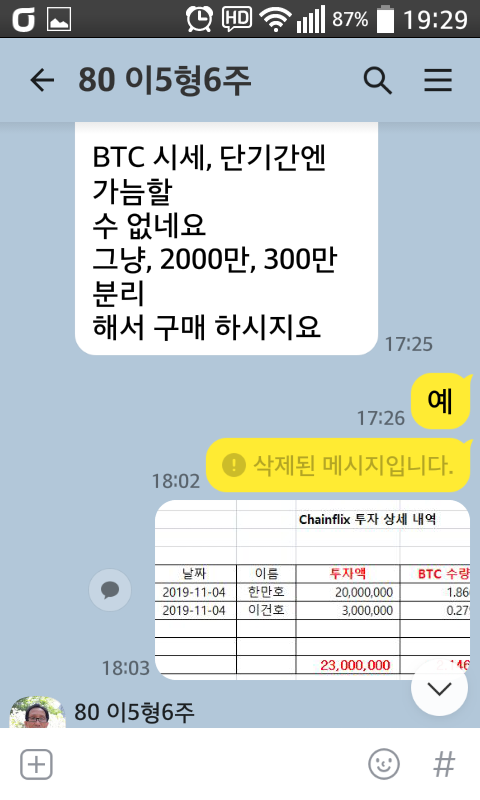 HD 87% 19:29
80 이5형6주
BTC 시세, 단기간엔
가늠할
수 없네요
그냥, 2000만, 300만
분리
해서 구매 하시지요
17:25
예
17:26
삭제된 메시지입니다.
18:02
Chainflix 투자 상세 내역
날짜 이름 투자액 BTC 수량
2019-11-04 한만호 20,000,000 1.86
2019-11-04 이건호 3,000,000 0.27
23,000,000
18:03
80 이5형6주
#